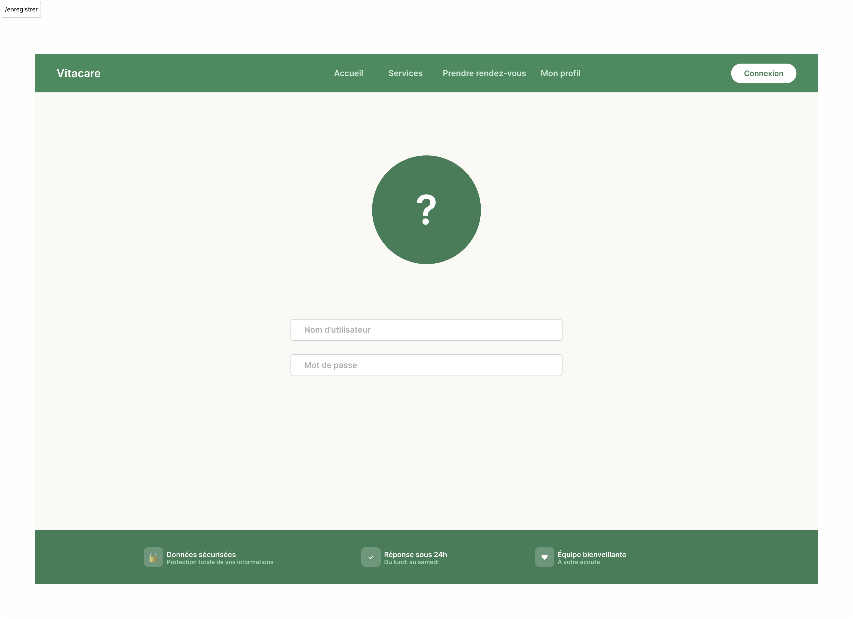 /enregistrer
Vitacare
Accueil
Services
Prendre rendez-vous
Mon profil
Connexion
?
Nom d'utilisateur
Mot de passe
Données sécurisées
Protection totale de vos informations
Réponse sous 24h
Du lundi au samedi
Équipe bienveillante
À votre écoute